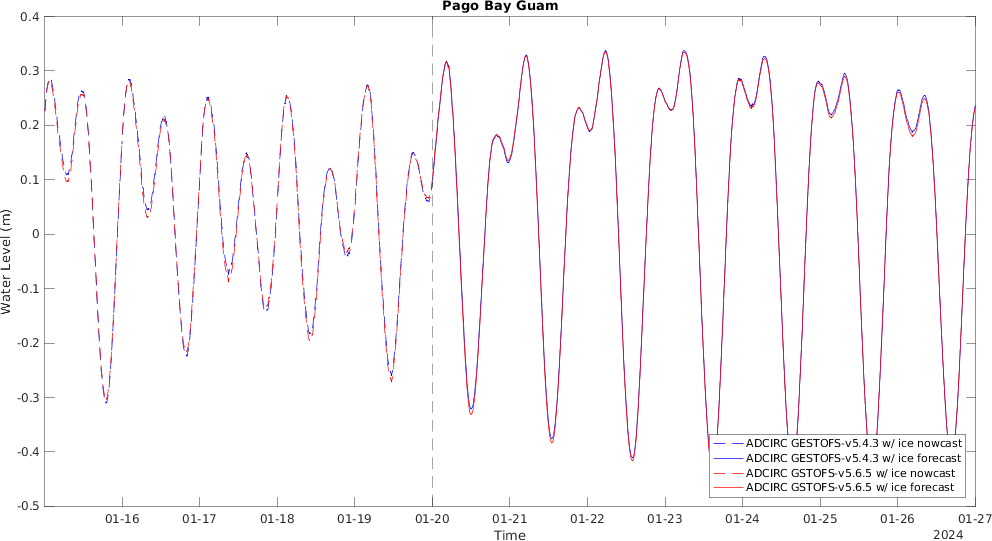 Pago Bay Guam
0.4
0.3
0.2
0.1
0
-0.1
-0.2
-0.3
-0.4
-0.5
Water Level (m)
ADCIRC GESTOFS-v5.4.3 w/ ice nowcast
ADCIRC GESTOFS-v5.4.3 w/ ice forecast
ADCIRC GSTOFS-v5.6.5 w/ ice nowcast
ADCIRC GSTOFS-v5.6.5 w/ ice forecast
01-16 01-17 01-18 01-19 01-20 01-21 01-22 01-23 01-24 01-25 01-26 01-27
Time
2024